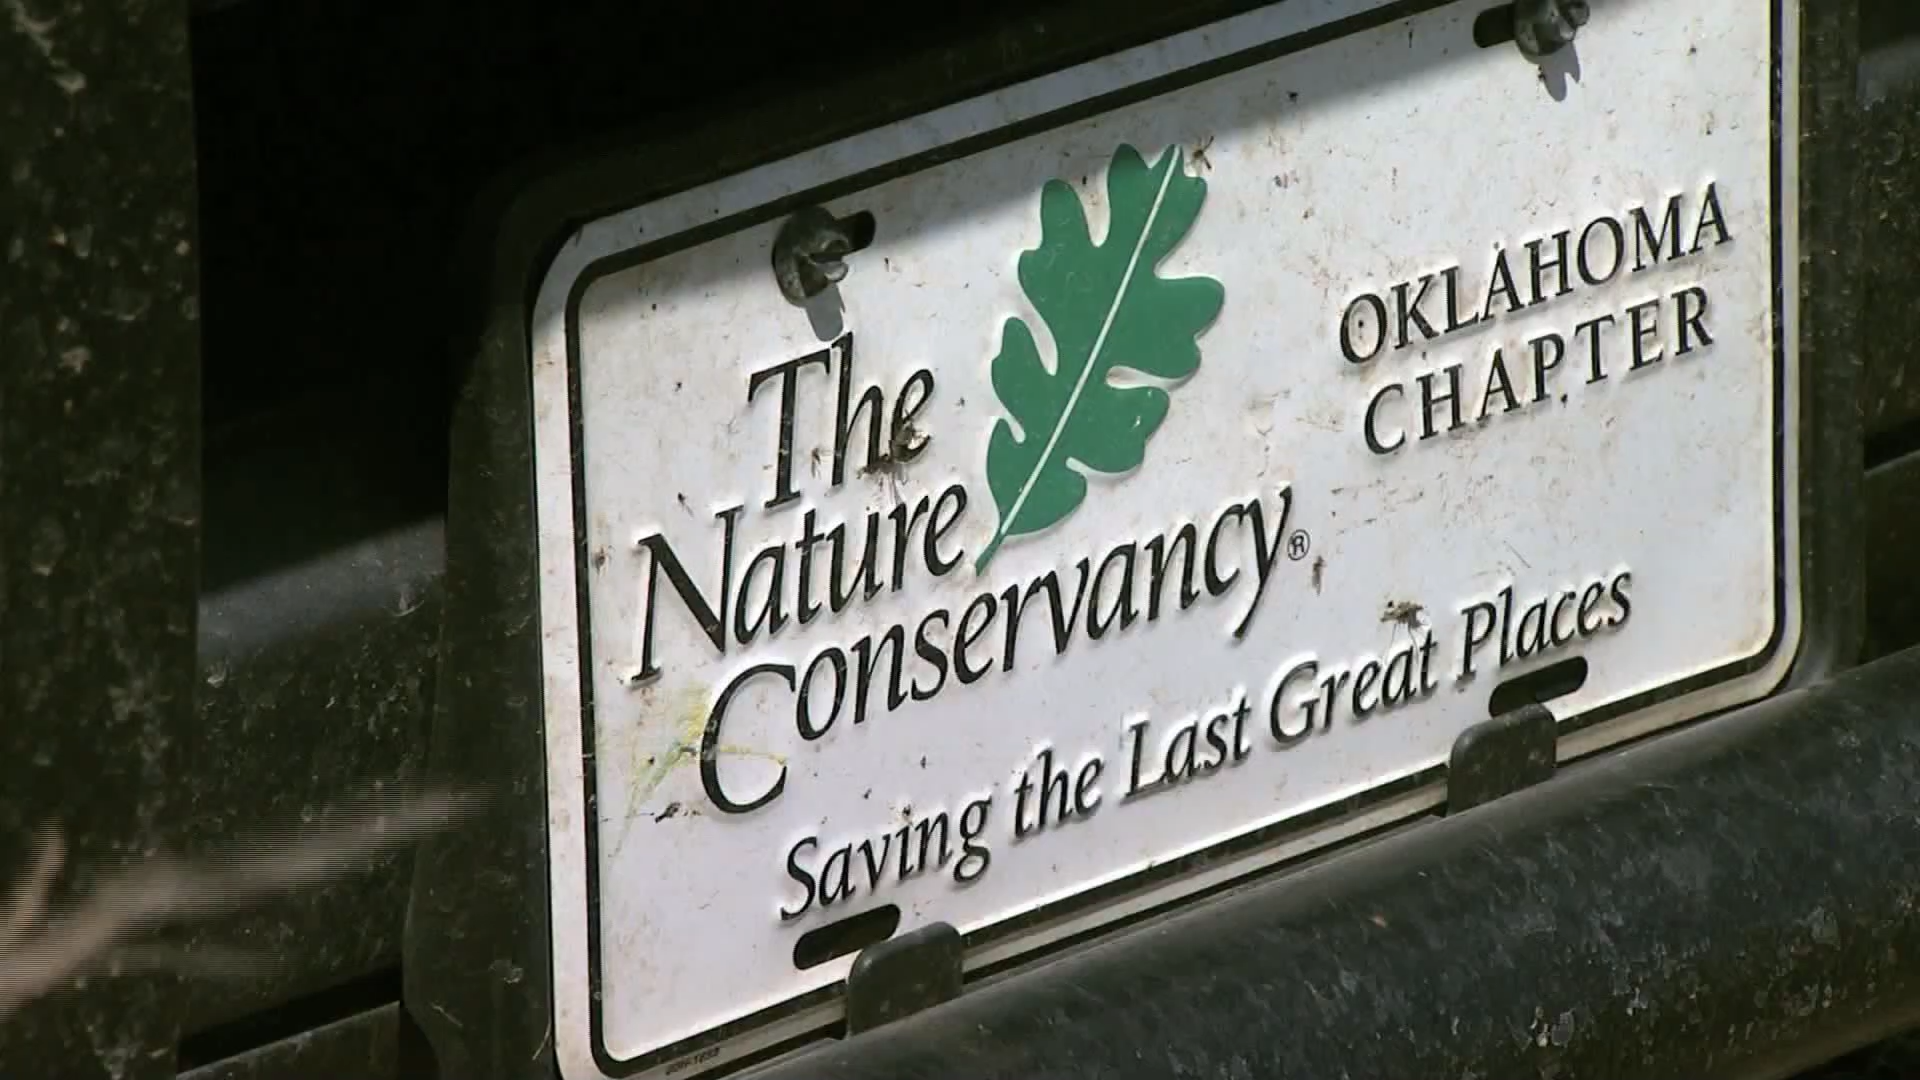 The
Nature
Conservancy®
OKLAHOMA
CHAPTER
Saving the Last Great Places